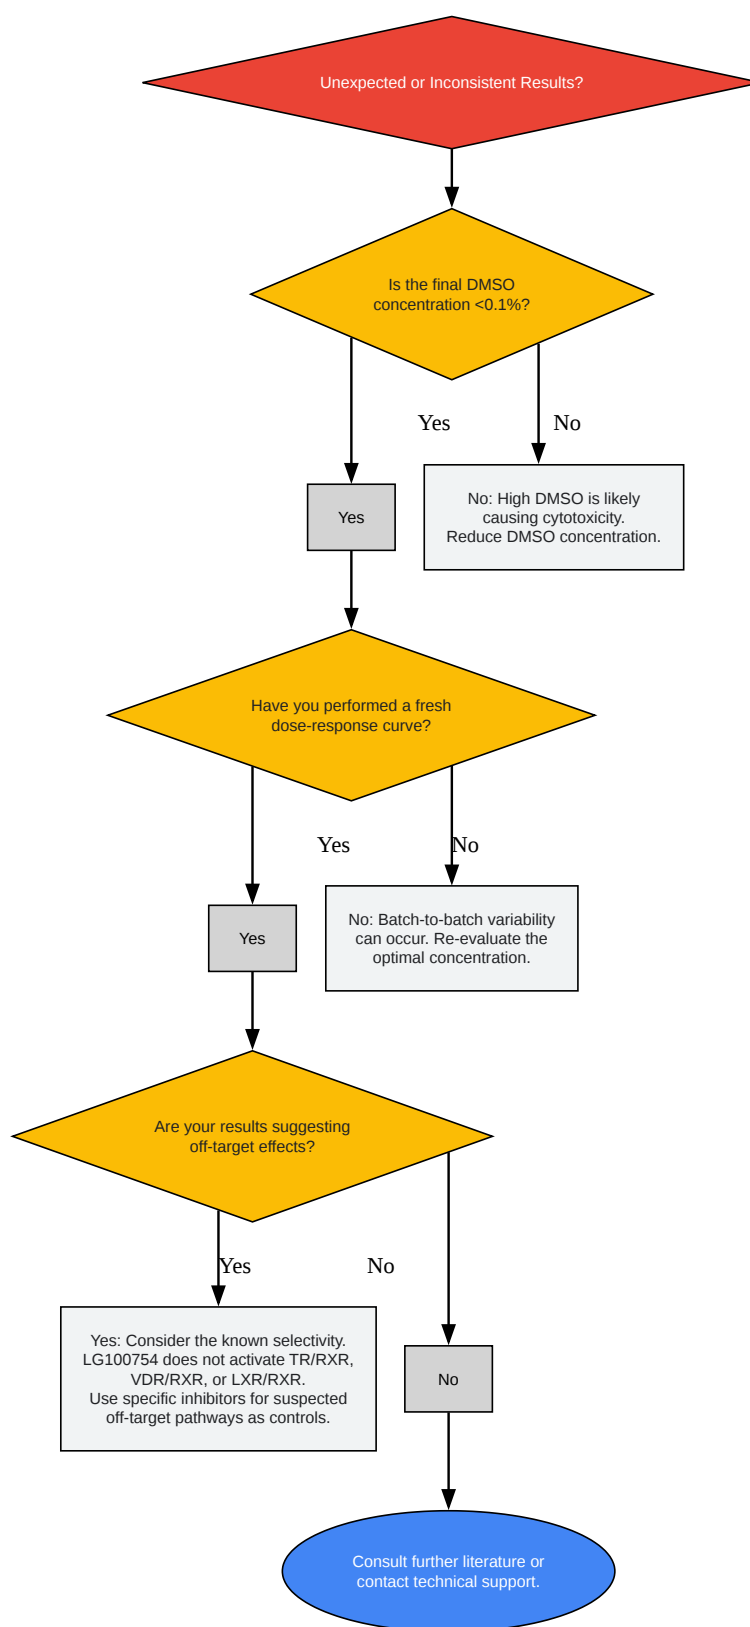 Unexpected or Inconsistent Results?
Is the final DMSO
concentration <0.1%?
Yes
No
Yes
No: High DMSO is likely
causing cytotoxicity.
Reduce DMSO concentration.
Have you performed a fresh
dose-response curve?
Yes
No
Yes
No: Batch-to-batch variability
can occur. Re-evaluate the
optimal concentration.
Are your results suggesting
off-target effects?
Yes
No
Yes: Consider the known selectivity.
LG100754 does not activate TR/RXR,
VDR/RXR, or LXR/RXR.
Use specific inhibitors for suspected
off-target pathways as controls.
No
Consult further literature or
contact technical support.